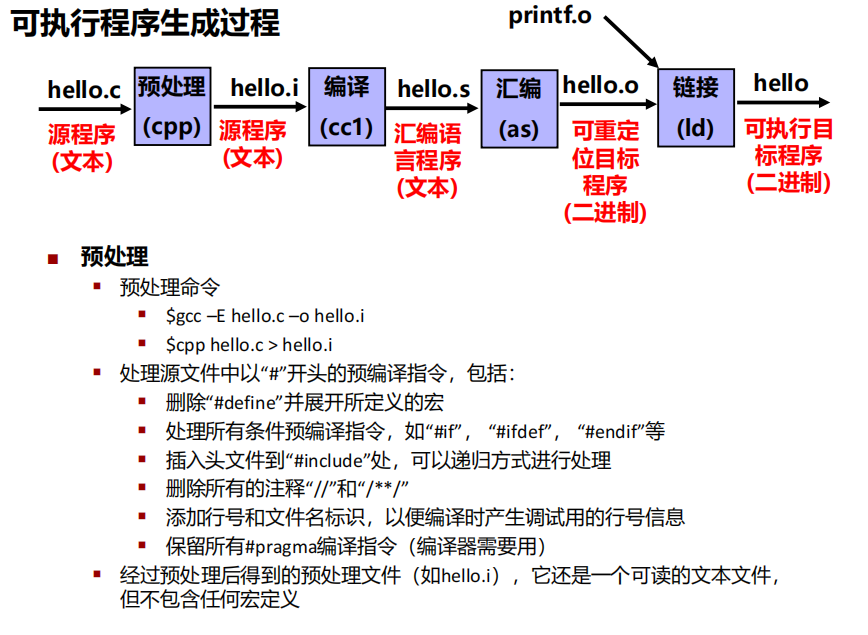 可执行程序生成过程
printf.o
hello.c
预处理
(cpp)
hello.i
编译
(cc1)
hello.s
汇编
(as)
hello.o
链接
(ld)
hello
源程序
(文本)
源程序
(文本)
汇编语
言程序
(文本)
可重定
位目标
程序
(二进制)
可执行目
标程序
(二进制)
预处理
预处理命令
$gcc –E hello.c –o hello.i
$cpp hello.c > hello.i
处理源文件中以“#”开头的预编译指令，包括：
删除“#define”并展开所定义的宏
处理所有条件预编译指令，如“#if”， “#ifdef”， “#endif”等
插入头文件到“#include”处，可以递归方式进行处理
删除所有的注释“//”和“/**/”
添加行号和文件名标识，以便编译时产生调试用的行号信息
保留所有#pragma编译指令（编译器需要用）
经过预处理后得到的预处理文件（如hello.i），它还是一个可读的文本文件，
但不包含任何宏定义